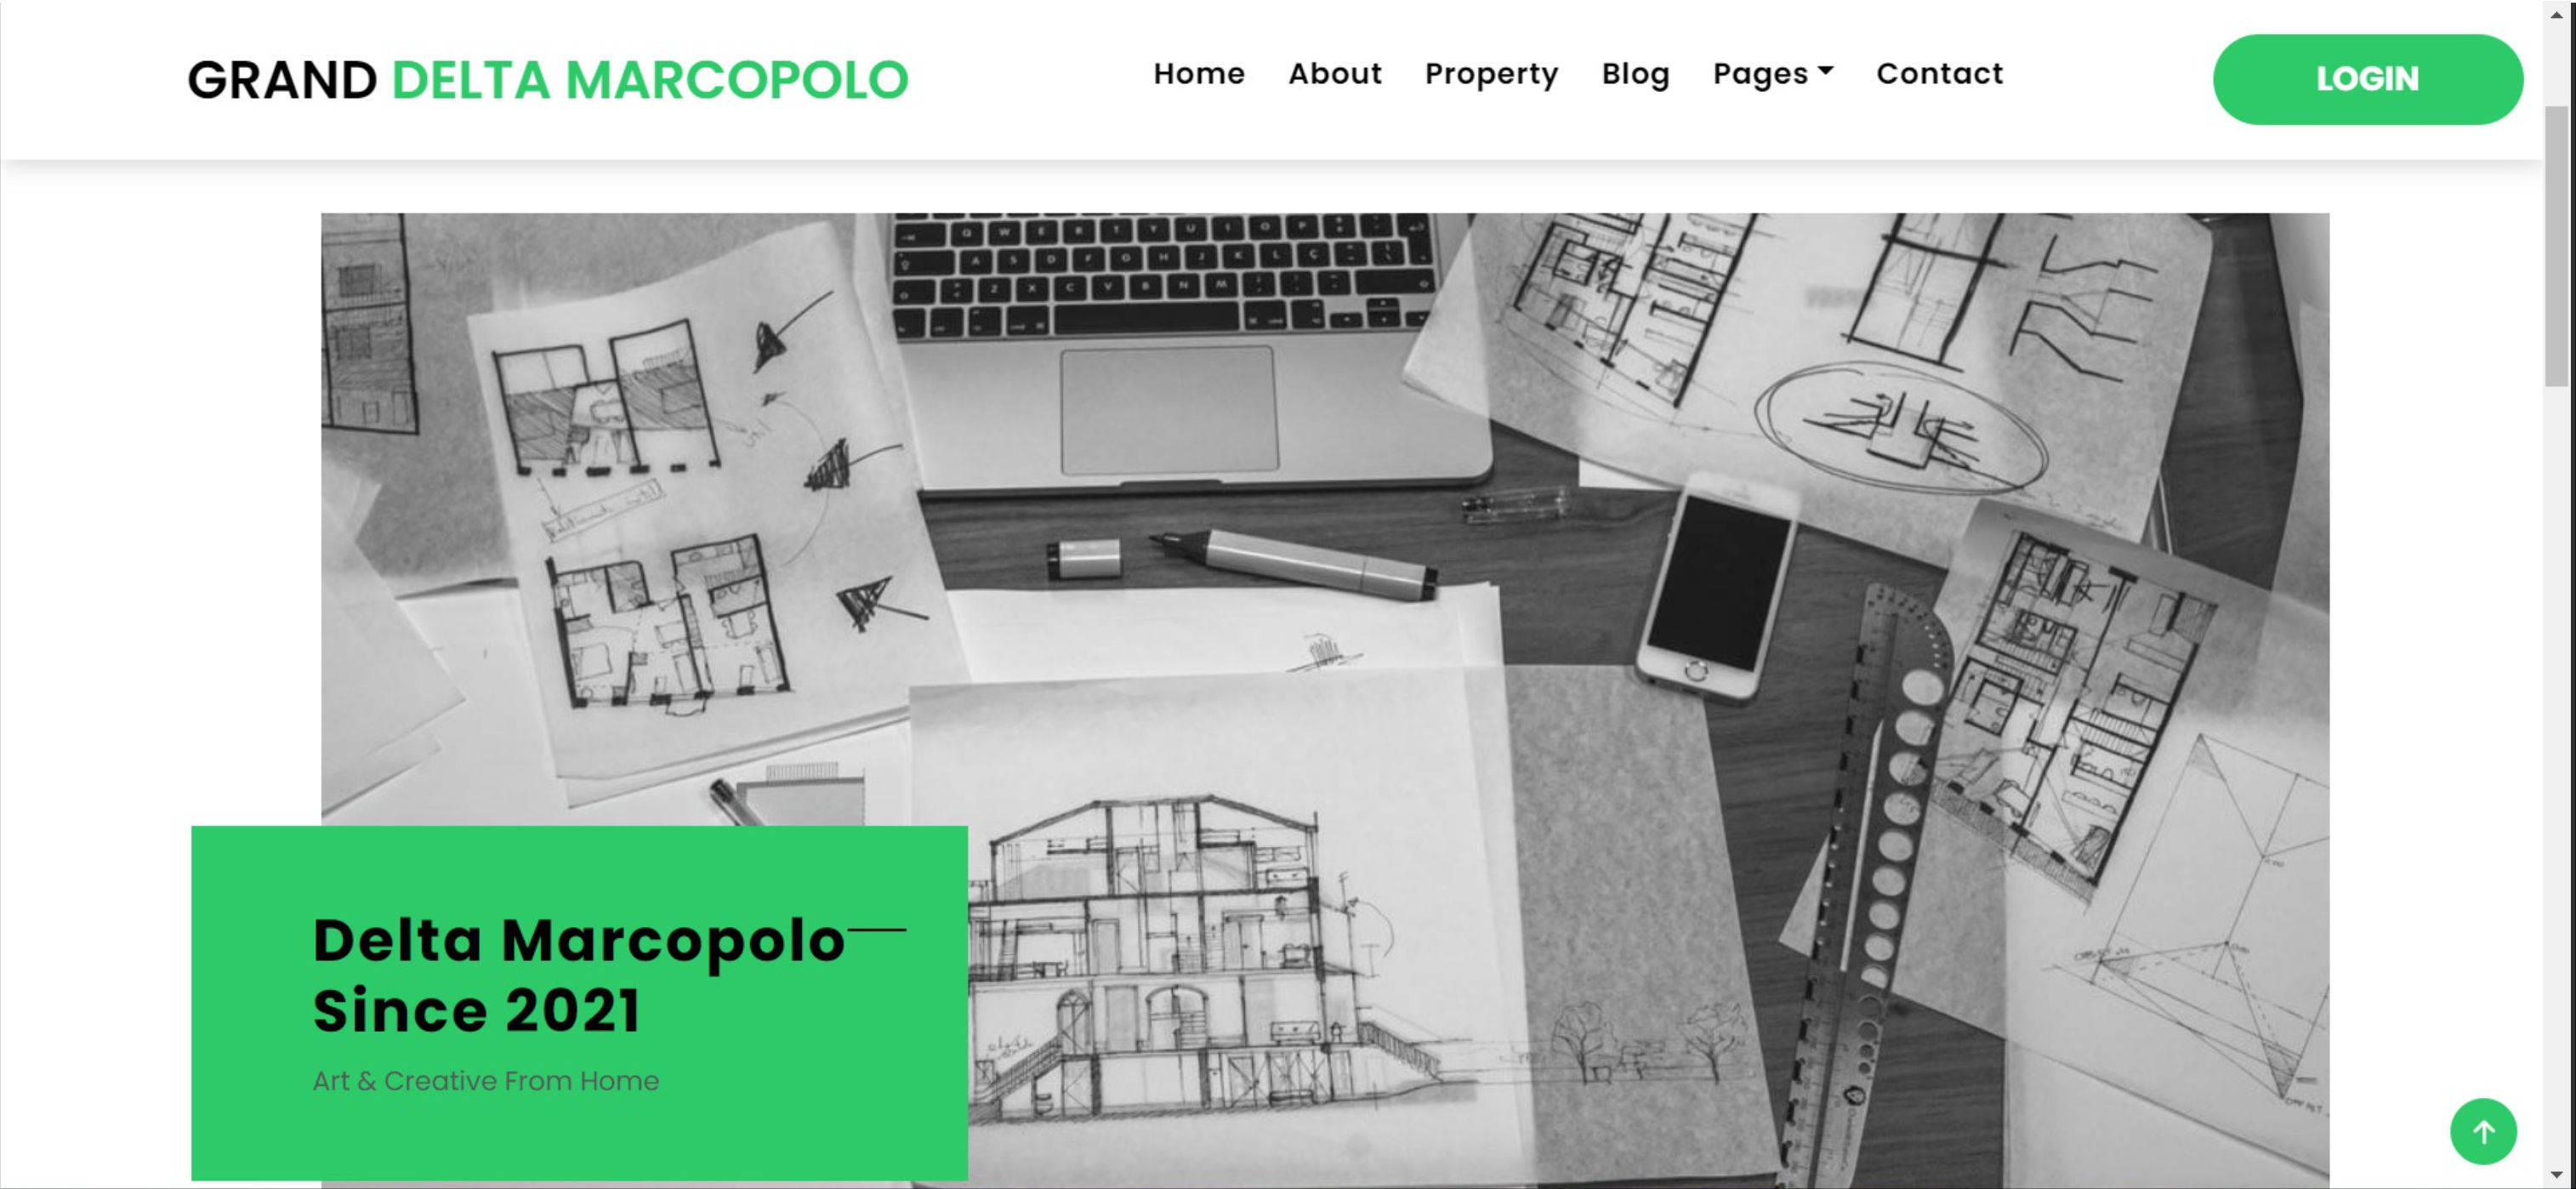 GRAND DELTA MARCOPOLO
Home About Property Blog Pages Contact
LOGIN
Q W E R T Y U I O P
A S D F G H J K L Ç
Z X C V B N M
Delta Marcopolo
Since 2021
Art & Creative From Home